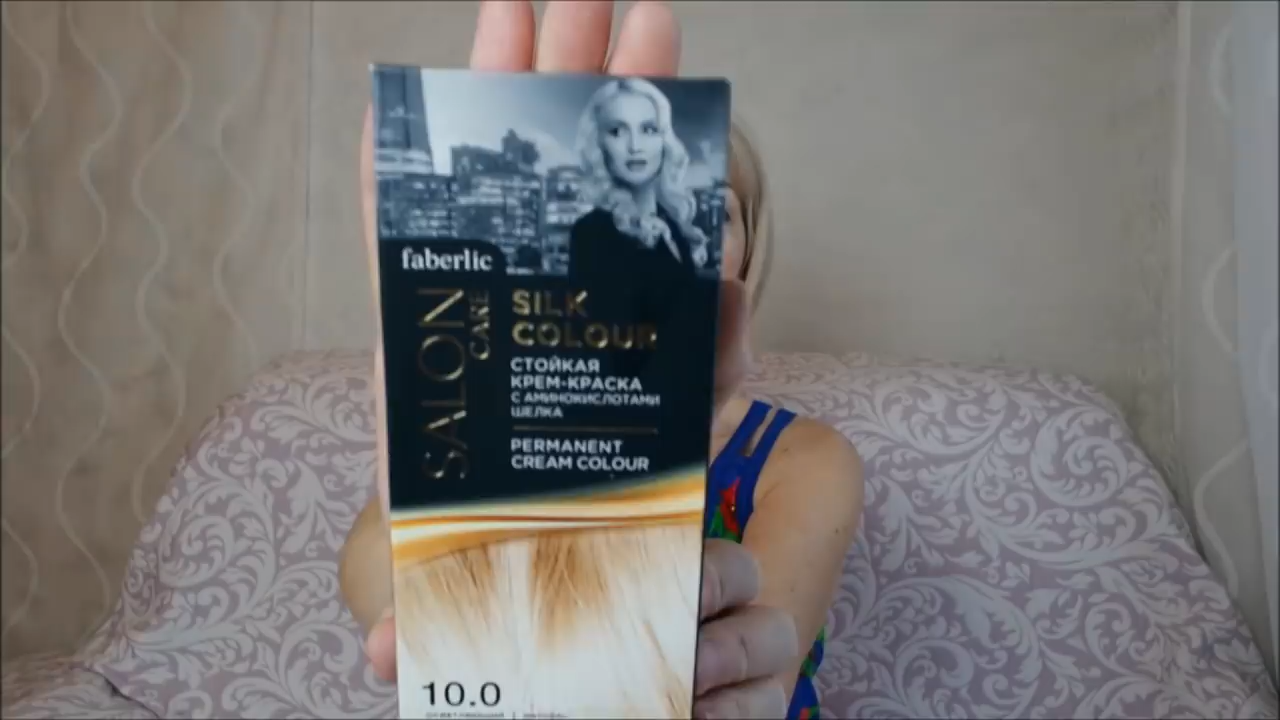 faberlic
SALON
CARE
SILK
COLOUR
СТОЙКАЯ
КРЕМ-КРАСКА
С АМИНОКИСЛОТАМИ
ШЕЛКА
PERMANENT
CREAM COLOUR
10.0